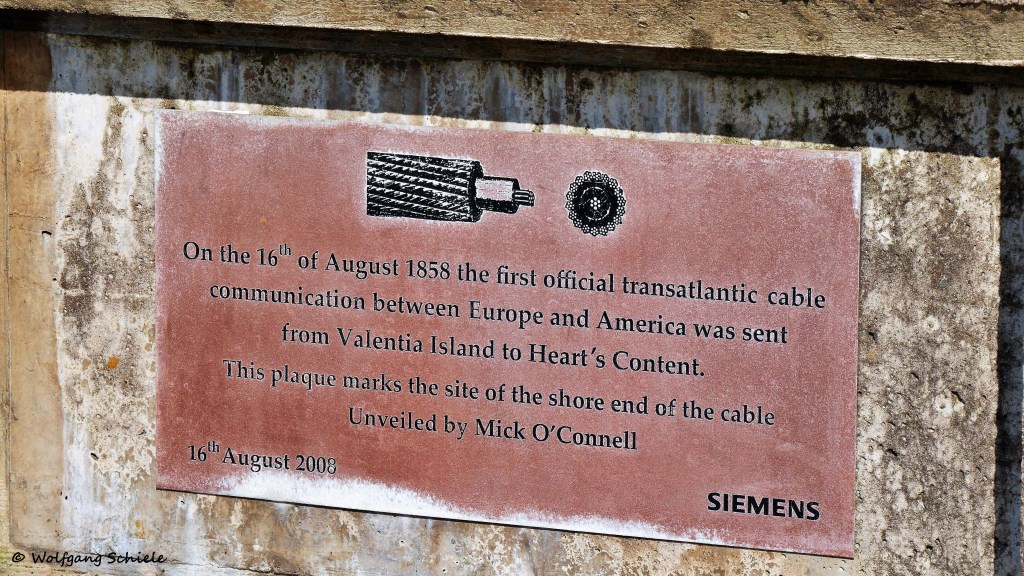 On the 16th of August 1858 the first official transatlantic cable
communication between Europe and America was sent
from Valentia Island to Heart's Content.
This plaque marks the site of the shore end of the cable
Unveiled by Mick O'Connell
16th August 2008
SIEMENS
© Wolfgang Schiele